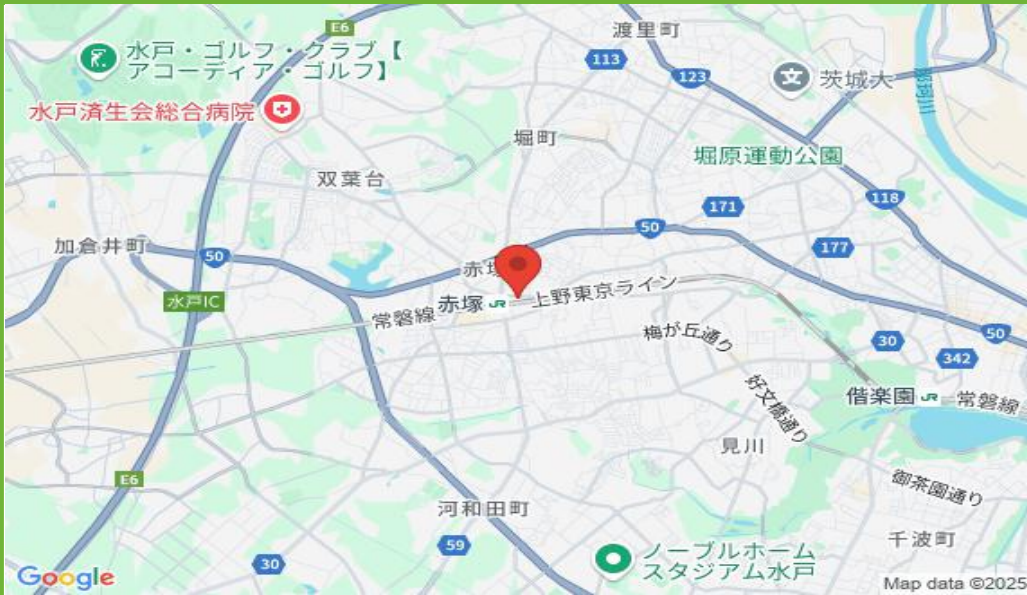 E6
渡里町
水戸・ゴルフ・クラブ【
アコーディア・ゴルフ】
113
123
茨城大
那珂川
水戸済生会総合病院
堀町
堀原運動公園
双葉台
118
171
50
177
加倉井町
50
赤塚
水戸IC
常磐線
赤塚
JR
上野東京ライン
梅が丘通り
30
50
342
好文橋通り
偕楽園
JR
常磐線
見川
E6
御茶園通り
河和田町
59
千波町
30
ノーブルホーム
スタジアム水戸
Google
Map data ©2025